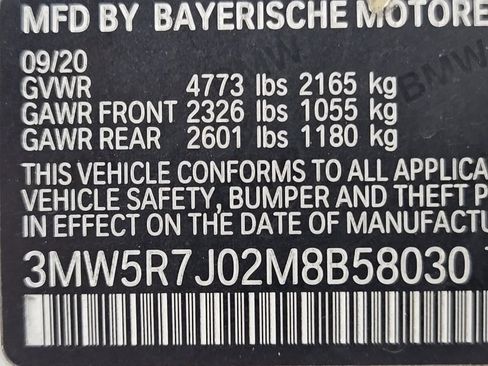 MFD BY BAYERISCHE MOTORE
09/20
GVWR 4773 lbs 2165 kg
GAWR FRONT 2326 lbs 1055 kg
GAWR REAR 2601 lbs 1180 kg
THIS VEHICLE CONFORMS TO ALL APPLICA
VEHICLE SAFETY, BUMPER AND THEFT P
IN EFFECT ON THE DATE OF MANUFACTU
3MW5R7J02M8B58030
BMW
BMW